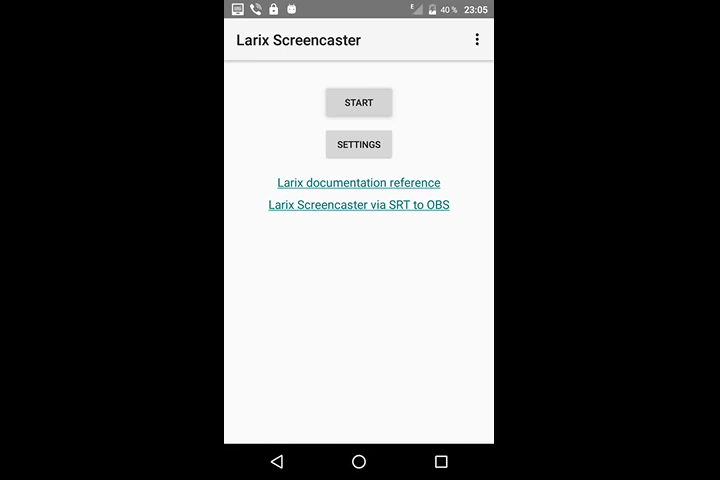 E 40 % 23:05
Larix Screencaster
START
SETTINGS
Larix documentation reference
Larix Screencaster via SRT to OBS